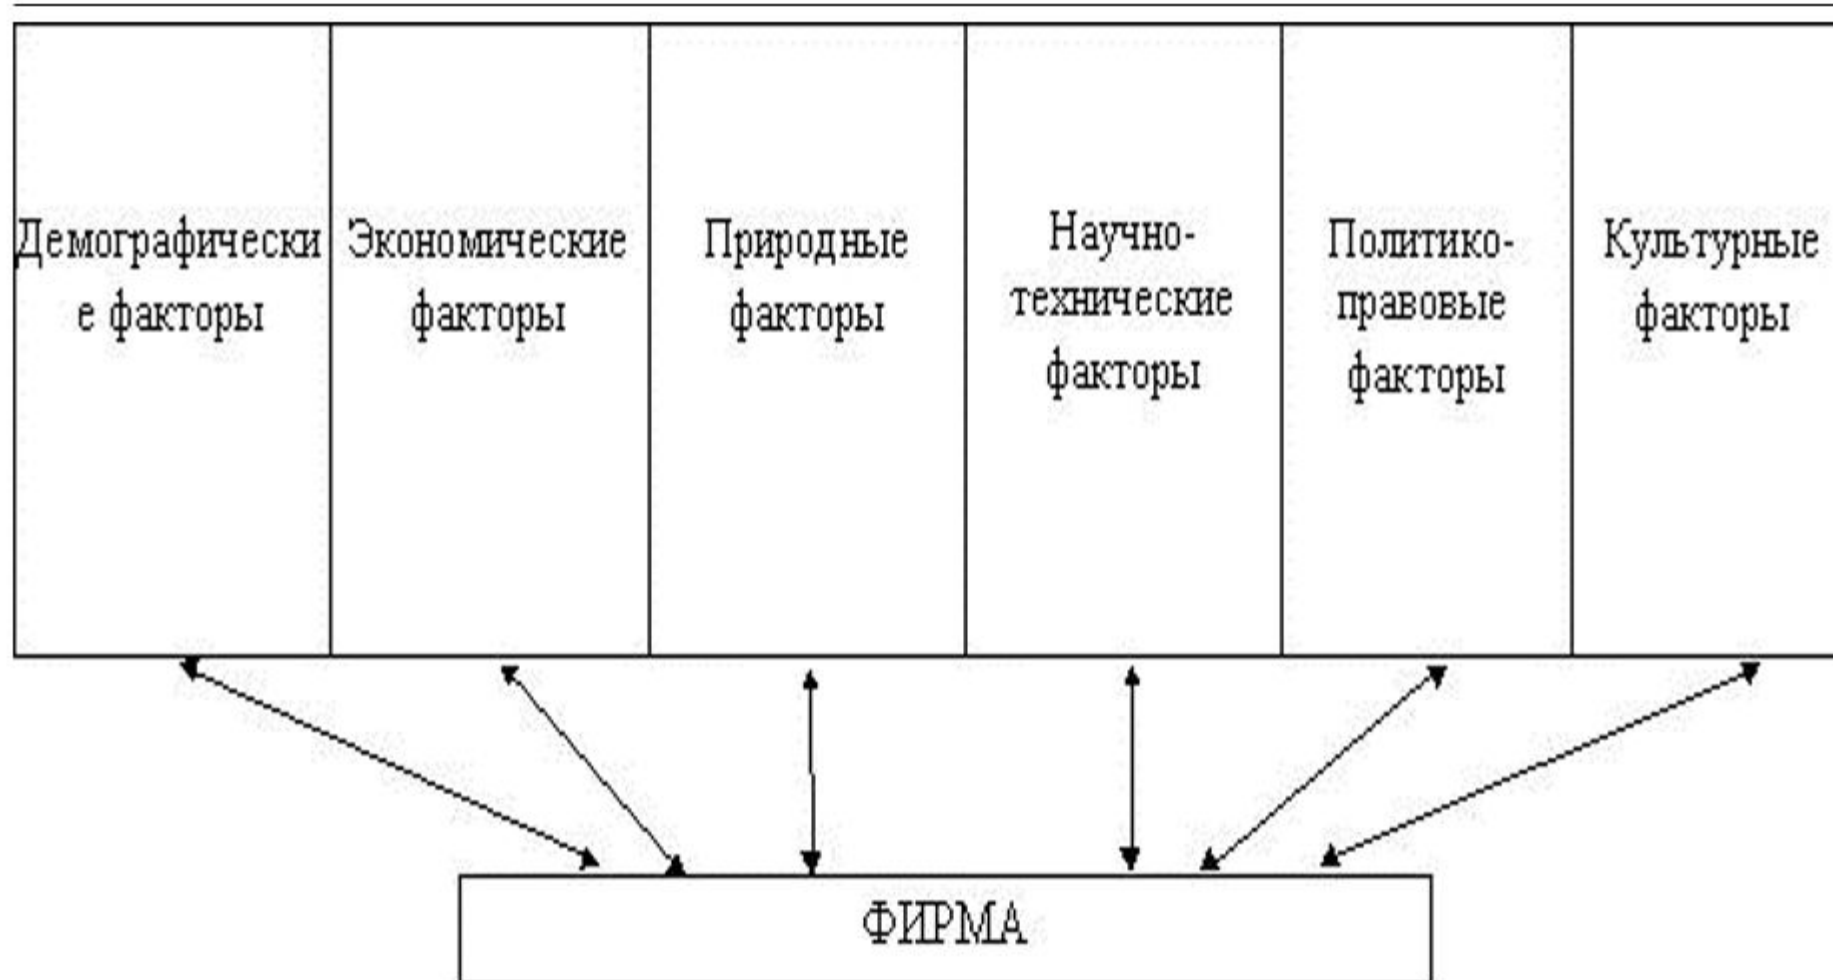 Демографически
е факторы
Экономические
факторы
Природные
факторы
Научно-
технические
факторы
Политико-
правовые
факторы
Культурные
факторы
ФИРМА